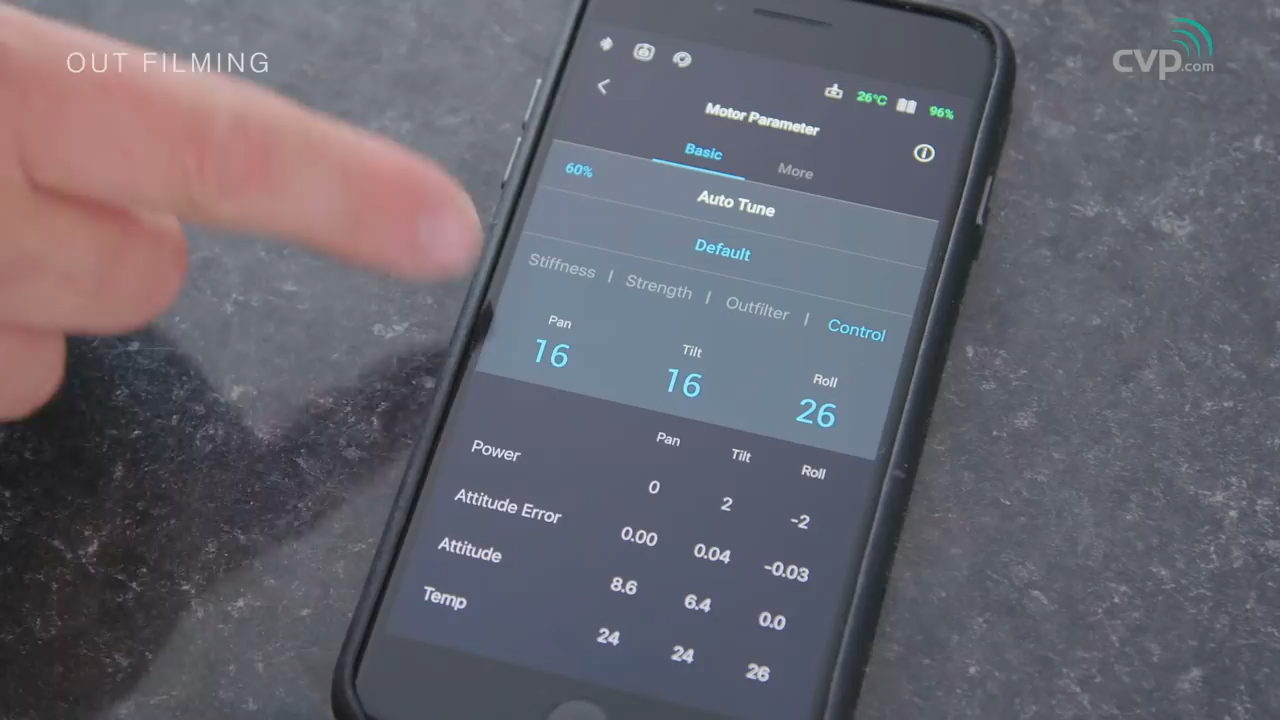 OUT FILMING
cvp.com
26°C 96%
Motor Parameter
Basic More
60% Auto Tune
Default
Stiffness | Strength | Outfilter | Control
Pan Tilt Roll
16 16 26
Pan Tilt Roll
Power 0 2 -2
Attitude Error 0.00 0.04 -0.03
Attitude 8.6 6.4 0.0
Temp 24 24 26